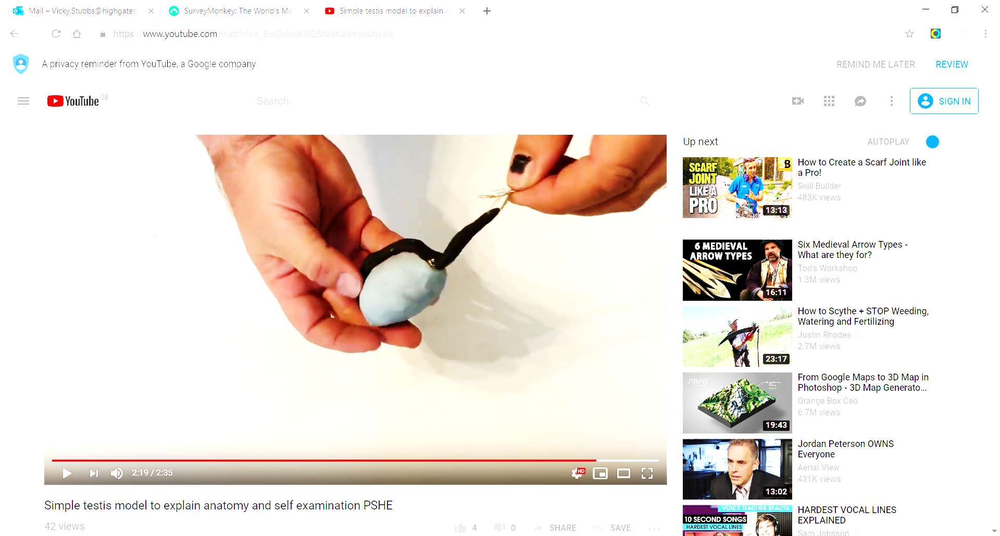 Mail – Vicky.Stubbs@highgates
SurveyMonkey: The World's Mo
Simple testis model to explain a
https://www.youtube.com/watch?v=_BwOxbnjK8Q&feature=youtu.be
A privacy reminder from YouTube, a Google company
REMIND ME LATER
REVIEW
YouTube GB
Search
SIGN IN
Up next
AUTOPLAY
SCARF
JOINT
LIKE A
PRO
SB
13:13
How to Create a Scarf Joint like
a Pro!
Skill Builder
483K views
6 MEDIEVAL
ARROW TYPES
16:11
Six Medieval Arrow Types -
What are they for?
Tod's Workshop
1.3M views
23:17
How to Scythe + STOP Weeding,
Watering and Fertilizing
Justin Rhodes
2.7M views
ATLAS
19:43
From Google Maps to 3D Map in
Photoshop - 3D Map Generato...
Orange Box Ceo
6.7M views
13:02
Jordan Peterson OWNS
Everyone
Aerial View
431K views
VOICE TEACHER REACTS
10 SECOND SONGS
HARDEST VOCAL LINES
HARDEST VOCAL LINES
EXPLAINED
Sam Johnson
2:19 / 2:35
HD
Simple testis model to explain anatomy and self examination PSHE
42 views
4
0
SHARE
SAVE